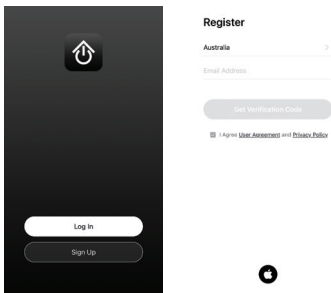 Log In
Sign Up
Register
Australia
Email Address
Get Verification Code
I Agree User Agreement and Privacy Policy